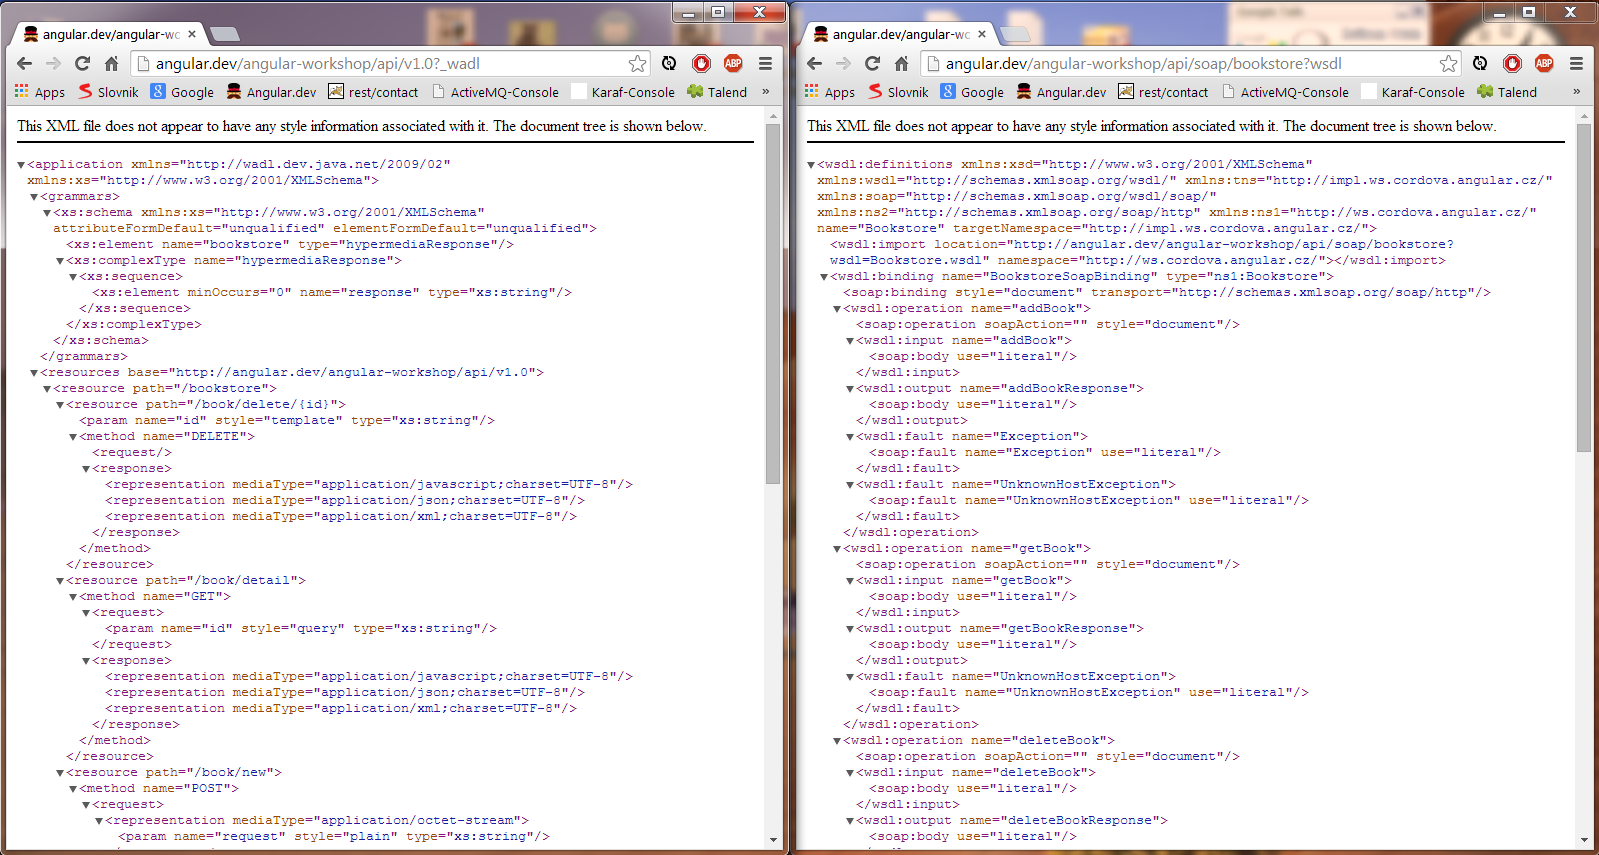 angular.dev/angular-wo
angular.dev/angular-workshop/api/v1.0?_wadl
ABP
Apps Slovnik Google Angular.dev rest/contact ActiveMQ-Console Karaf-Console Talend »
This XML file does not appear to have any style information associated with it. The document tree is shown below.
<application xmlns="http://wadl.dev.java.net/2009/02"
xmlns:xs="http://www.w3.org/2001/XMLSchema">
<grammars>
<xs:schema xmlns:xs="http://www.w3.org/2001/XMLSchema"
attributeFormDefault="unqualified" elementFormDefault="unqualified">
<xs:element name="bookstore" type="hypermediaResponse"/>
<xs:complexType name="hypermediaResponse">
<xs:sequence>
<xs:element minOccurs="0" name="response" type="xs:string"/>
</xs:sequence>
</xs:complexType>
</xs:schema>
</grammars>
<resources base="http://angular.dev/angular-workshop/api/v1.0">
<resource path="/bookstore">
<resource path="/book/delete/{id}">
<param name="id" style="template" type="xs:string"/>
<method name="DELETE">
<request/>
<response>
<representation mediaType="application/javascript;charset=UTF-8"/>
<representation mediaType="application/json;charset=UTF-8"/>
<representation mediaType="application/xml;charset=UTF-8"/>
</response>
</method>
</resource>
<resource path="/book/detail">
<method name="GET">
<request>
<param name="id" style="query" type="xs:string"/>
</request>
<response>
<representation mediaType="application/javascript;charset=UTF-8"/>
<representation mediaType="application/json;charset=UTF-8"/>
<representation mediaType="application/xml;charset=UTF-8"/>
</response>
</method>
</resource>
<resource path="/book/new">
<method name="POST">
<request>
<representation mediaType="application/octet-stream">
<param name="request" style="plain" type="xs:string"/>
angular.dev/angular-wo
angular.dev/angular-workshop/api/soap/bookstore?wsdl
ABP
Apps Slovnik Google Angular.dev rest/contact ActiveMQ-Console Karaf-Console Talend »
This XML file does not appear to have any style information associated with it. The document tree is shown below.
<wsdl:definitions xmlns:xsd="http://www.w3.org/2001/XMLSchema"
xmlns:wsdl="http://schemas.xmlsoap.org/wsdl/" xmlns:tns="http://impl.ws.cordova.angular.cz/"
xmlns:soap="http://schemas.xmlsoap.org/wsdl/soap/"
xmlns:ns2="http://schemas.xmlsoap.org/soap/http" xmlns:ns1="http://ws.cordova.angular.cz/"
name="Bookstore" targetNamespace="http://impl.ws.cordova.angular.cz/">
<wsdl:import location="http://angular.dev/angular-workshop/api/soap/bookstore?
wsdl=Bookstore.wsdl" namespace="http://ws.cordova.angular.cz/"></wsdl:import>
<wsdl:binding name="BookstoreSoapBinding" type="ns1:Bookstore">
<soap:binding style="document" transport="http://schemas.xmlsoap.org/soap/http"/>
<wsdl:operation name="addBook">
<soap:operation soapAction="" style="document"/>
<wsdl:input name="addBook">
<soap:body use="literal"/>
</wsdl:input>
<wsdl:output name="addBookResponse">
<soap:body use="literal"/>
</wsdl:output>
<wsdl:fault name="Exception">
<soap:fault name="Exception" use="literal"/>
</wsdl:fault>
<wsdl:fault name="UnknownHostException">
<soap:fault name="UnknownHostException" use="literal"/>
</wsdl:fault>
</wsdl:operation>
<wsdl:operation name="getBook">
<soap:operation soapAction="" style="document"/>
<wsdl:input name="getBook">
<soap:body use="literal"/>
</wsdl:input>
<wsdl:output name="getBookResponse">
<soap:body use="literal"/>
</wsdl:output>
<wsdl:fault name="UnknownHostException">
<soap:fault name="UnknownHostException" use="literal"/>
</wsdl:fault>
</wsdl:operation>
<wsdl:operation name="deleteBook">
<soap:operation soapAction="" style="document"/>
<wsdl:input name="deleteBook">
<soap:body use="literal"/>
</wsdl:input>
<wsdl:output name="deleteBookResponse">
<soap:body use="literal"/>